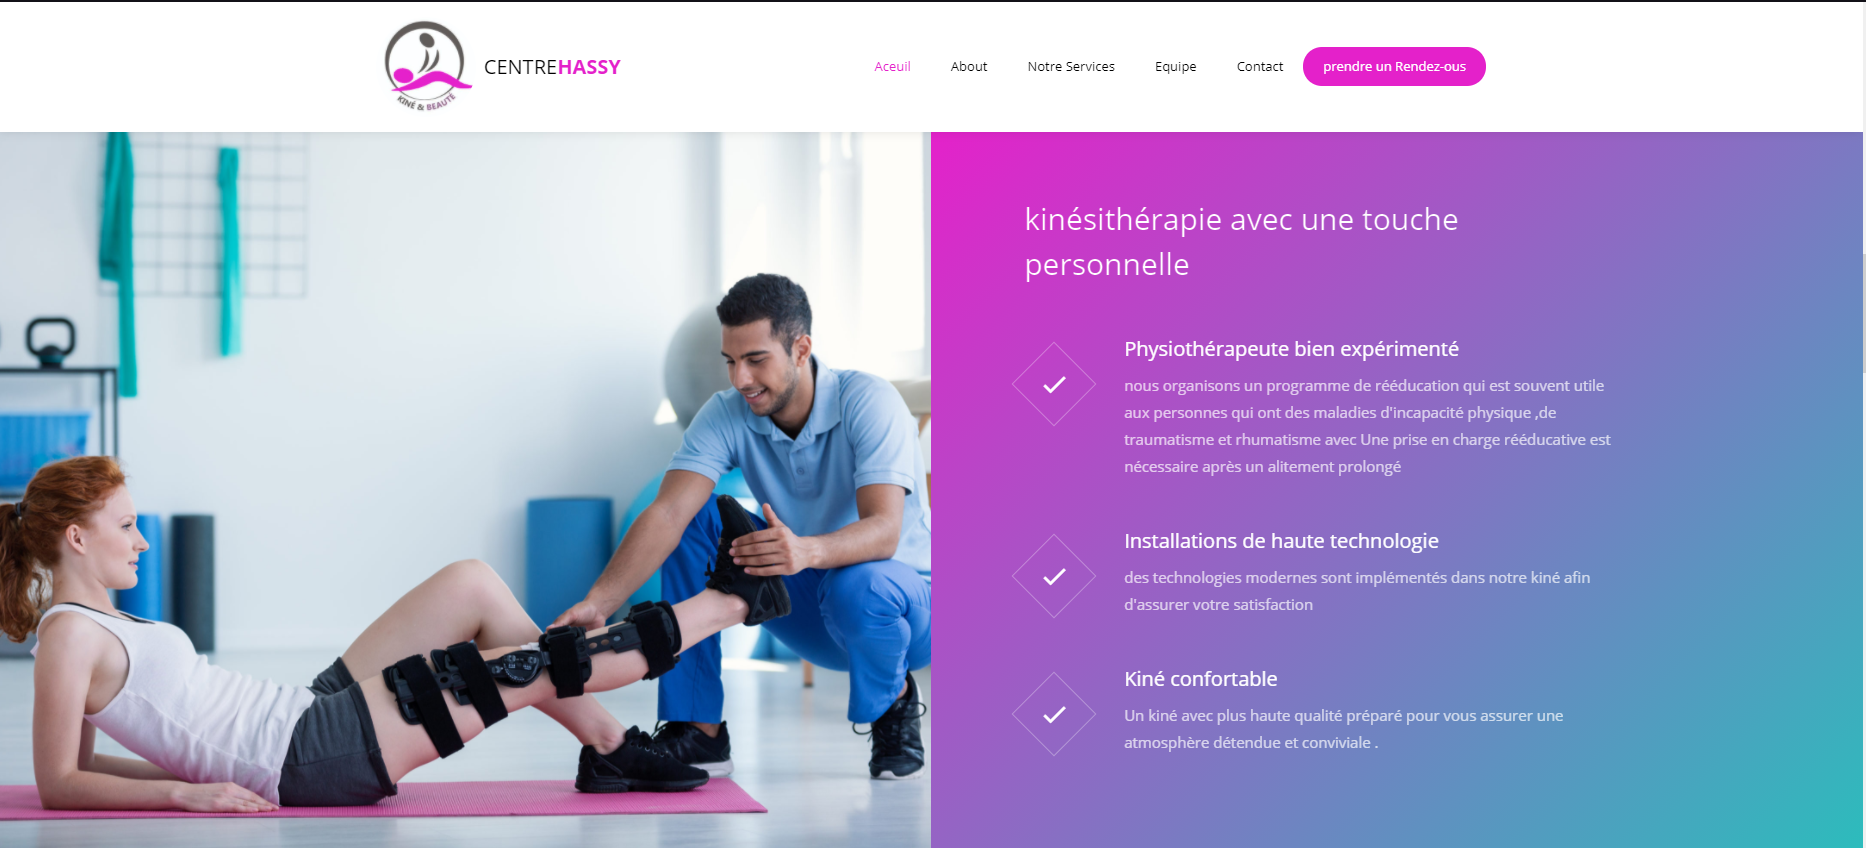 KINÉ & BEAUTÉ
CENTREHASSY
Aceuil
About
Notre Services
Equipe
Contact
prendre un Rendez-ous
kinésithérapie avec une touche
personnelle
Physiothérapeute bien expérimenté
nous organisons un programme de rééducation qui est souvent utile
aux personnes qui ont des maladies d'incapacité physique ,de
traumatisme et rhumatisme avec Une prise en charge rééducative est
nécessaire après un alitement prolongé
Installations de haute technologie
des technologies modernes sont implémentés dans notre kiné afin
d'assurer votre satisfaction
Kiné confortable
Un kiné avec plus haute qualité préparé pour vous assurer une
atmosphère détendue et conviviale .